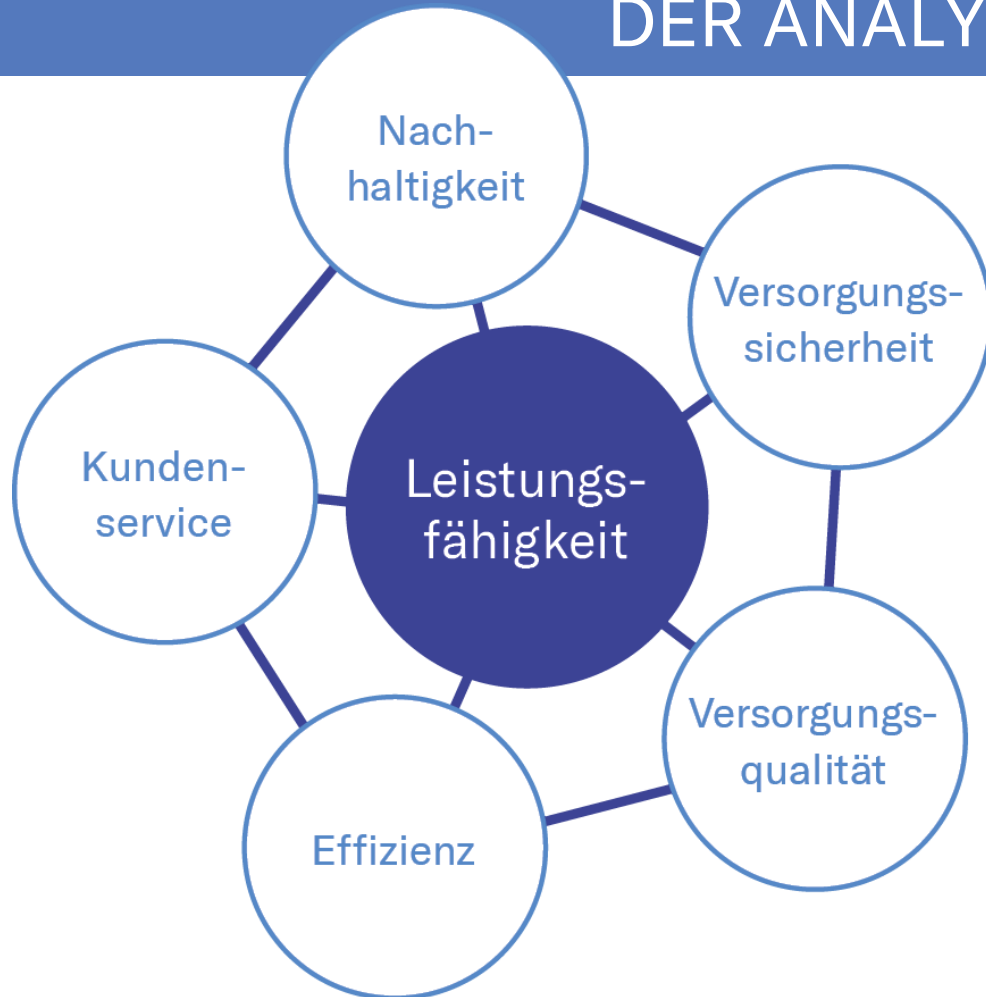 DER ANALY
Nach-
haltigkeit
Versorgungs-
sicherheit
Kunden-
service
Leistungs-
fähigkeit
Versorgungs-
qualität
Effizienz